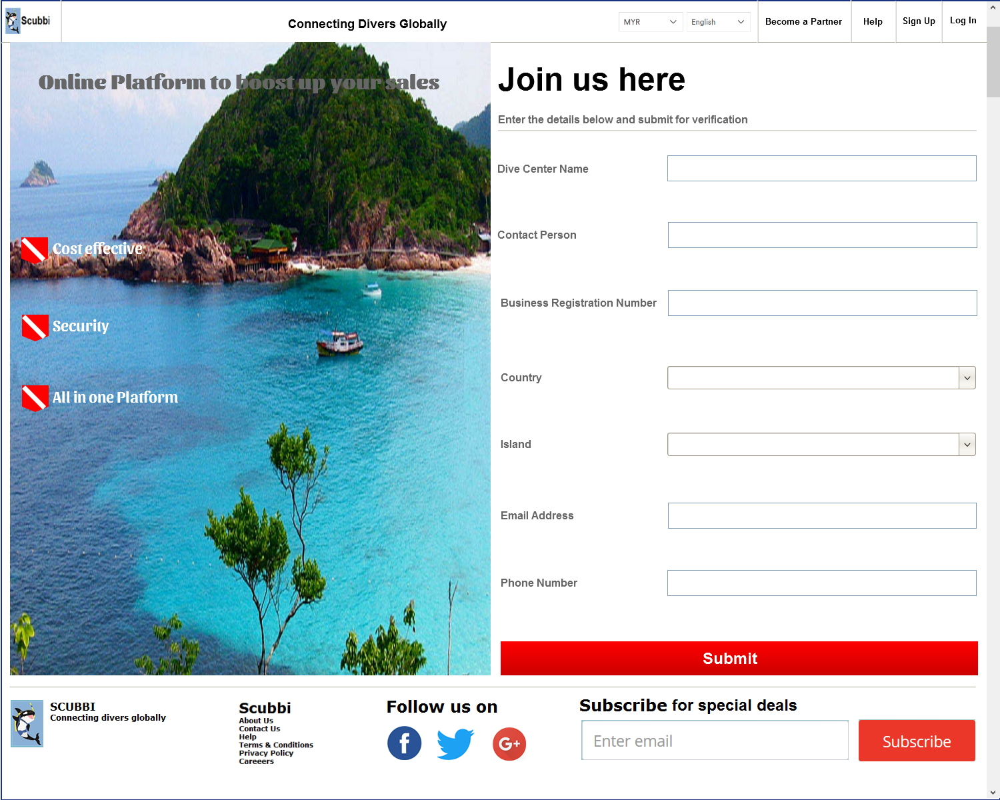 Scubbi
Connecting Divers Globally
MYR
English
Become a Partner
Help
Sign Up
Log In
Online Platform to boost up your sales
Cost effective
Security
All in one Platform
Join us here
Enter the details below and submit for verification
Dive Center Name
Contact Person
Business Registration Number
Country
Island
Email Address
Phone Number
Submit
SCUBBI
Connecting divers globally
Scubbi
About Us
Contact Us
Help
Terms & Conditions
Privacy Policy
Careeers
Follow us on
f
G+
Subscribe for special deals
Enter email
Subscribe